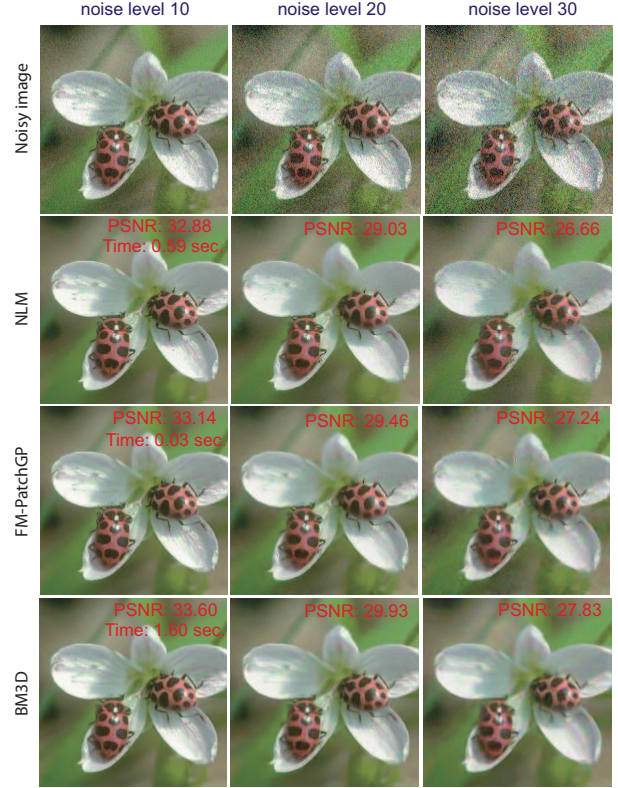 noise level 10
noise level 20
noise level 30
Noisy image
NLM
PSNR: 32.88
Time: 0.59 sec.
PSNR: 29.03
PSNR: 26.66
FM-PatchGP
PSNR: 33.14
Time: 0.03 sec.
PSNR: 29.46
PSNR: 27.24
BM3D
PSNR: 33.60
Time: 1.60 sec.
PSNR: 29.93
PSNR: 27.83